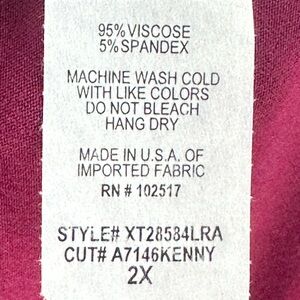 95% VISCOSE
5% SPANDEX
MACHINE WASH COLD
WITH LIKE COLORS
DO NOT BLEACH
HANG DRY
MADE IN U.S.A. OF
IMPORTED FABRIC
RN # 102517
STYLE# XT28584LRA
CUT# A7146KENNY
2X